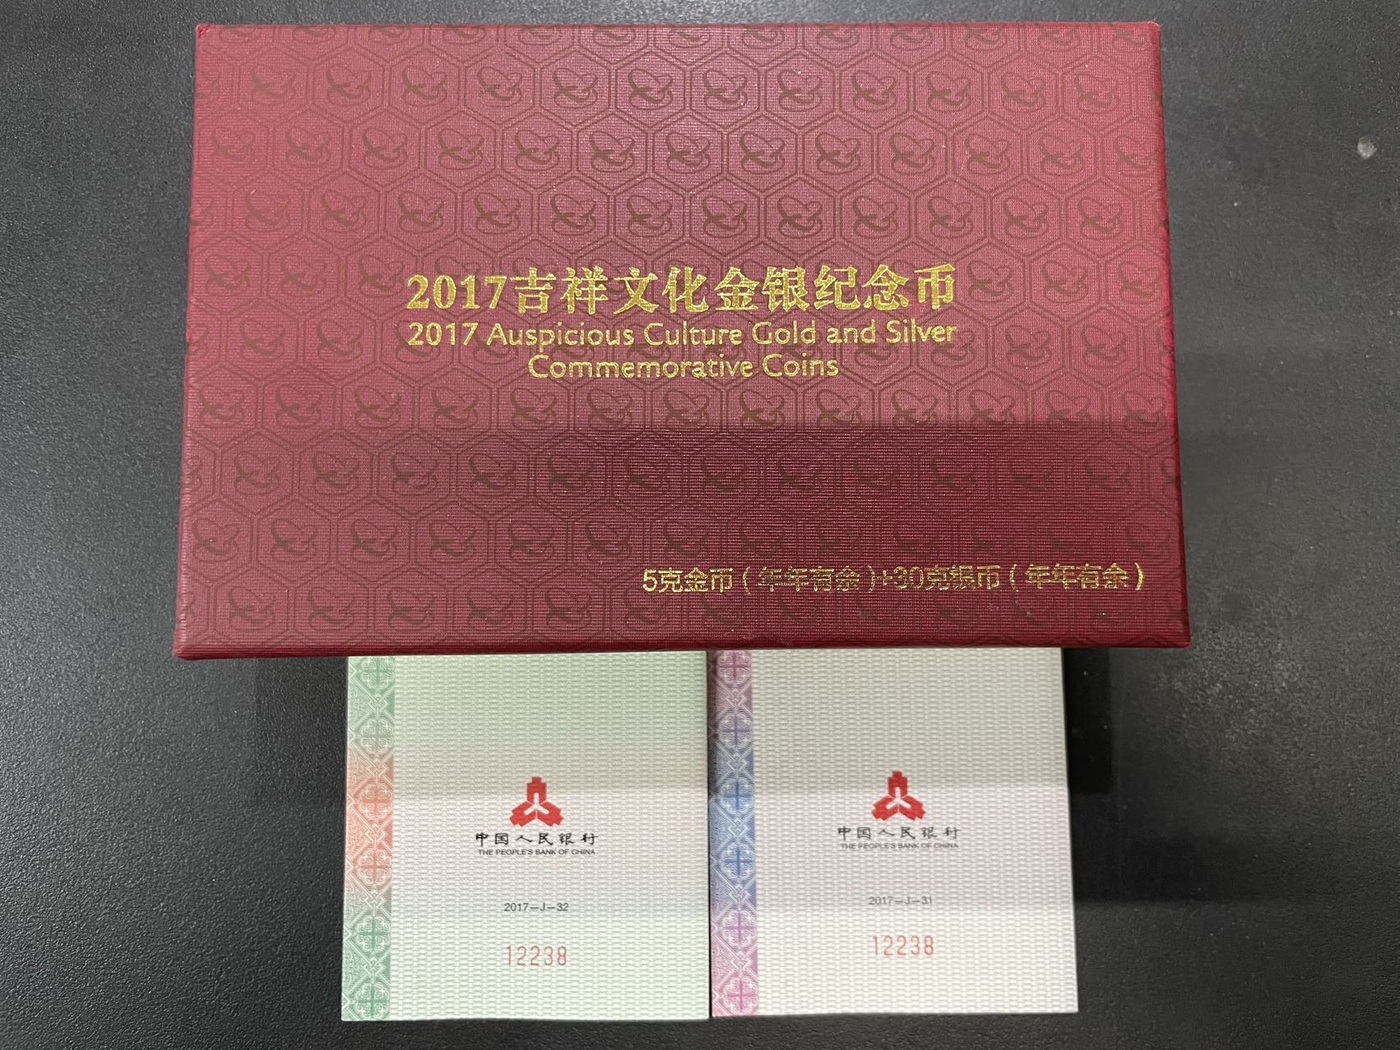 2017吉祥文化金银纪念币
2017 Auspicious Culture Gold and Silver
Commemorative Coins
5克金币（年年有余）+30克银币（年年有余）
中国人民银行
THE PEOPLE'S BANK OF CHINA
2017—J—32
12238
中国人民银行
THE PEOPLE'S BANK OF CHINA
2017—J—31
12238